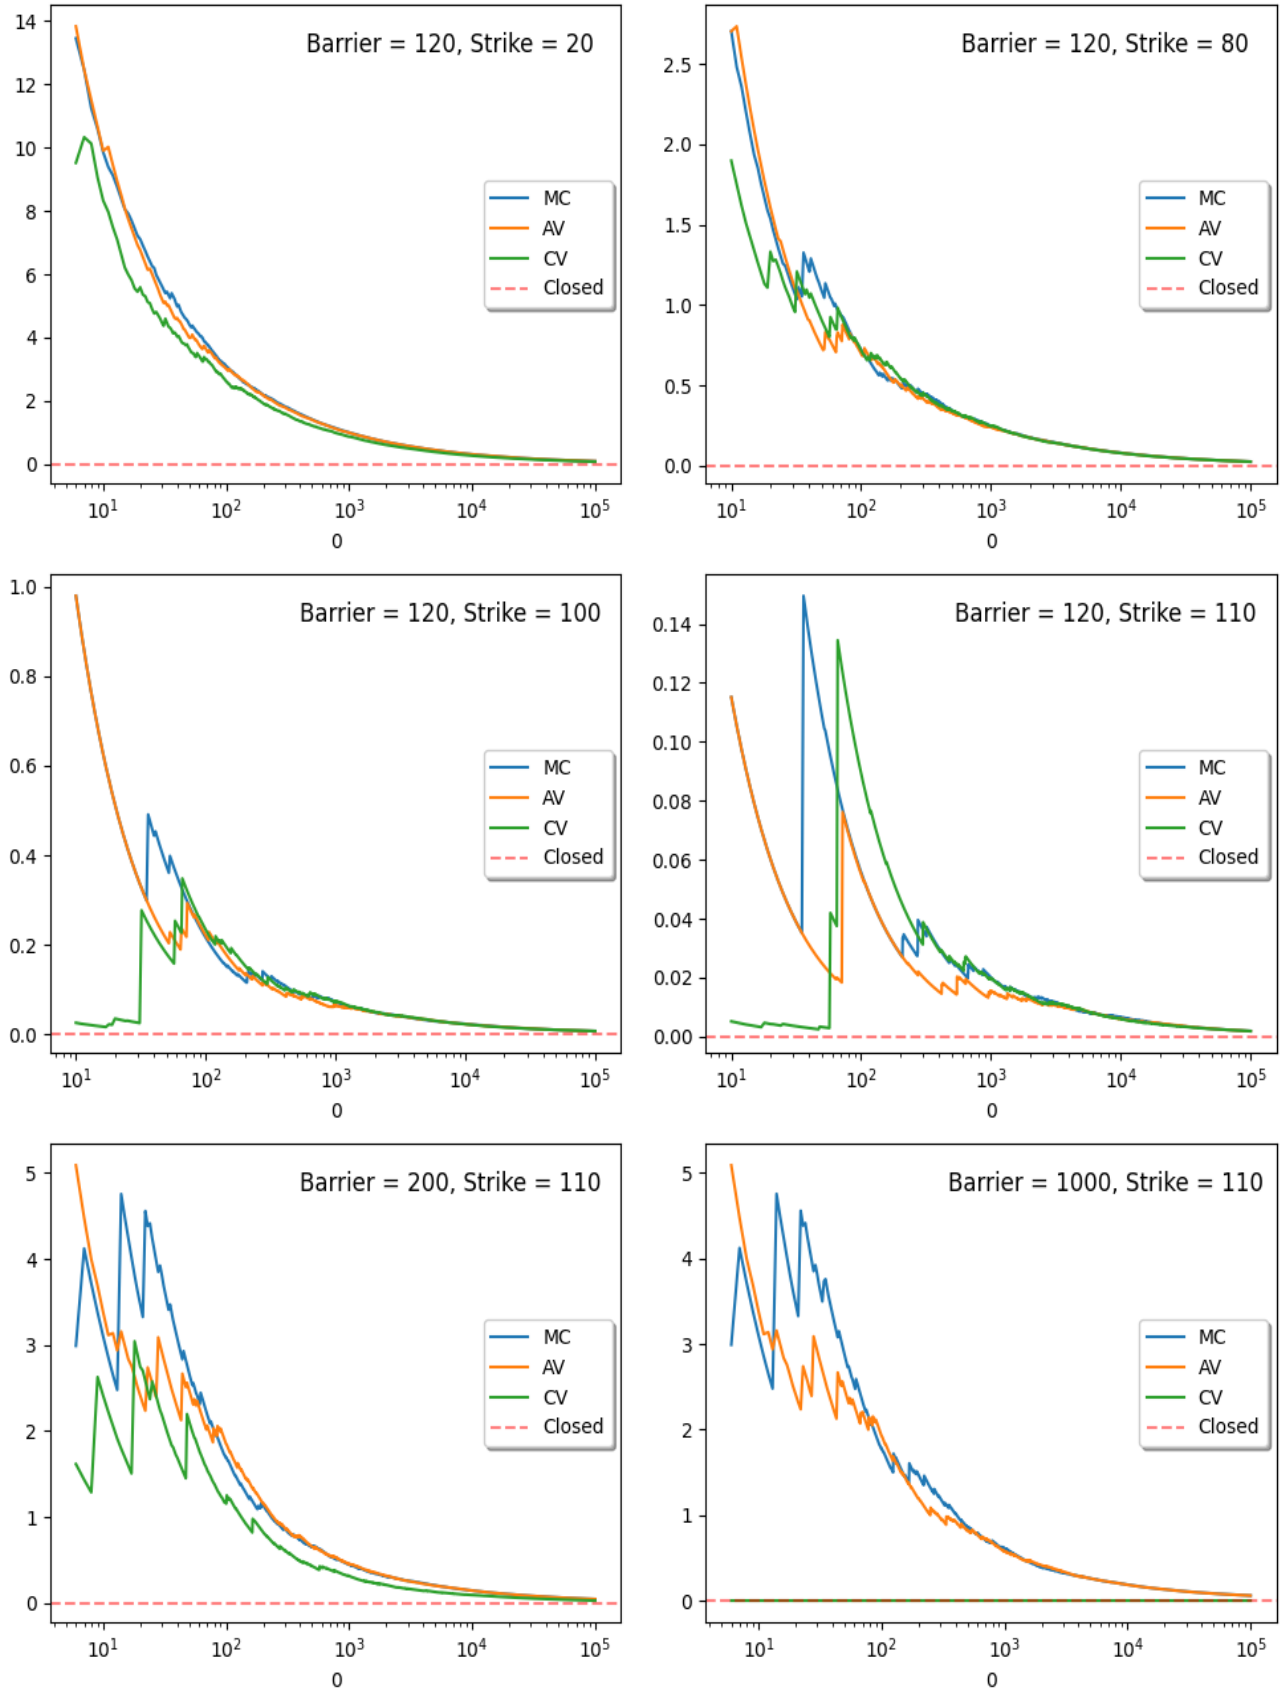 Barrier = 120, Strike = 20
14
12
10
8
6
4
2
0
MC
AV
CV
Closed
10¹ 10² 10³ 10⁴ 10⁵
0
Barrier = 120, Strike = 80
2.5
2.0
1.5
1.0
0.5
0.0
MC
AV
CV
Closed
10¹ 10² 10³ 10⁴ 10⁵
0
Barrier = 120, Strike = 100
1.0
0.8
0.6
0.4
0.2
0.0
MC
AV
CV
Closed
10¹ 10² 10³ 10⁴ 10⁵
0
Barrier = 120, Strike = 110
0.14
0.12
0.10
0.08
0.06
0.04
0.02
0.00
MC
AV
CV
Closed
10¹ 10² 10³ 10⁴ 10⁵
0
Barrier = 200, Strike = 110
5
4
3
2
1
0
MC
AV
CV
Closed
10¹ 10² 10³ 10⁴ 10⁵
0
Barrier = 1000, Strike = 110
5
4
3
2
1
0
MC
AV
CV
Closed
10¹ 10² 10³ 10⁴ 10⁵
0